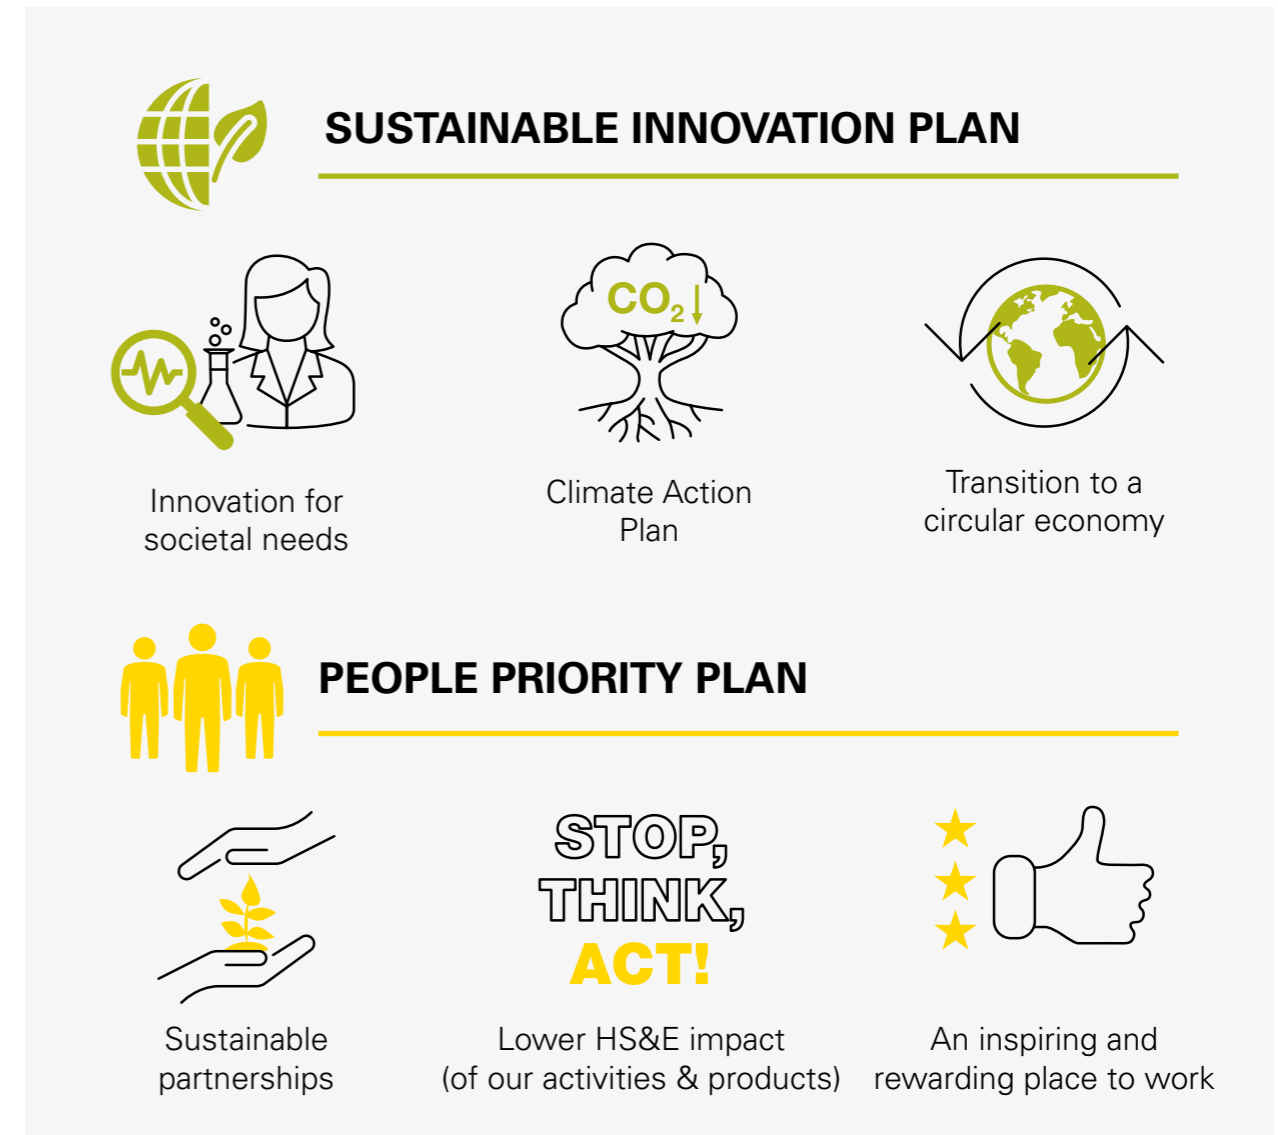 SUSTAINABLE INNOVATION PLAN
CO₂
Innovation for
societal needs
Climate Action
Plan
Transition to a
circular economy
PEOPLE PRIORITY PLAN
STOP,
THINK,
ACT!
Sustainable
partnerships
Lower HS&E impact
(of our activities & products)
An inspiring and
rewarding place to work